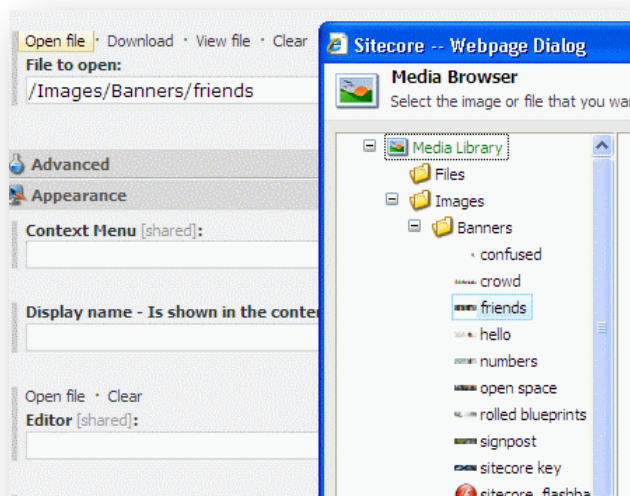 Open file · Download · View file · Clear
File to open:
/Images/Banners/friends
Advanced
Appearance
Context Menu [shared]:
Display name - Is shown in the conte
Open file · Clear
Editor [shared]:
Sitecore -- Webpage Dialog
Media Browser
Select the image or file that you wa
Media Library
Files
Images
Banners
confused
crowd
friends
hello
numbers
open space
rolled blueprints
signpost
sitecore key
sitecore_flashba